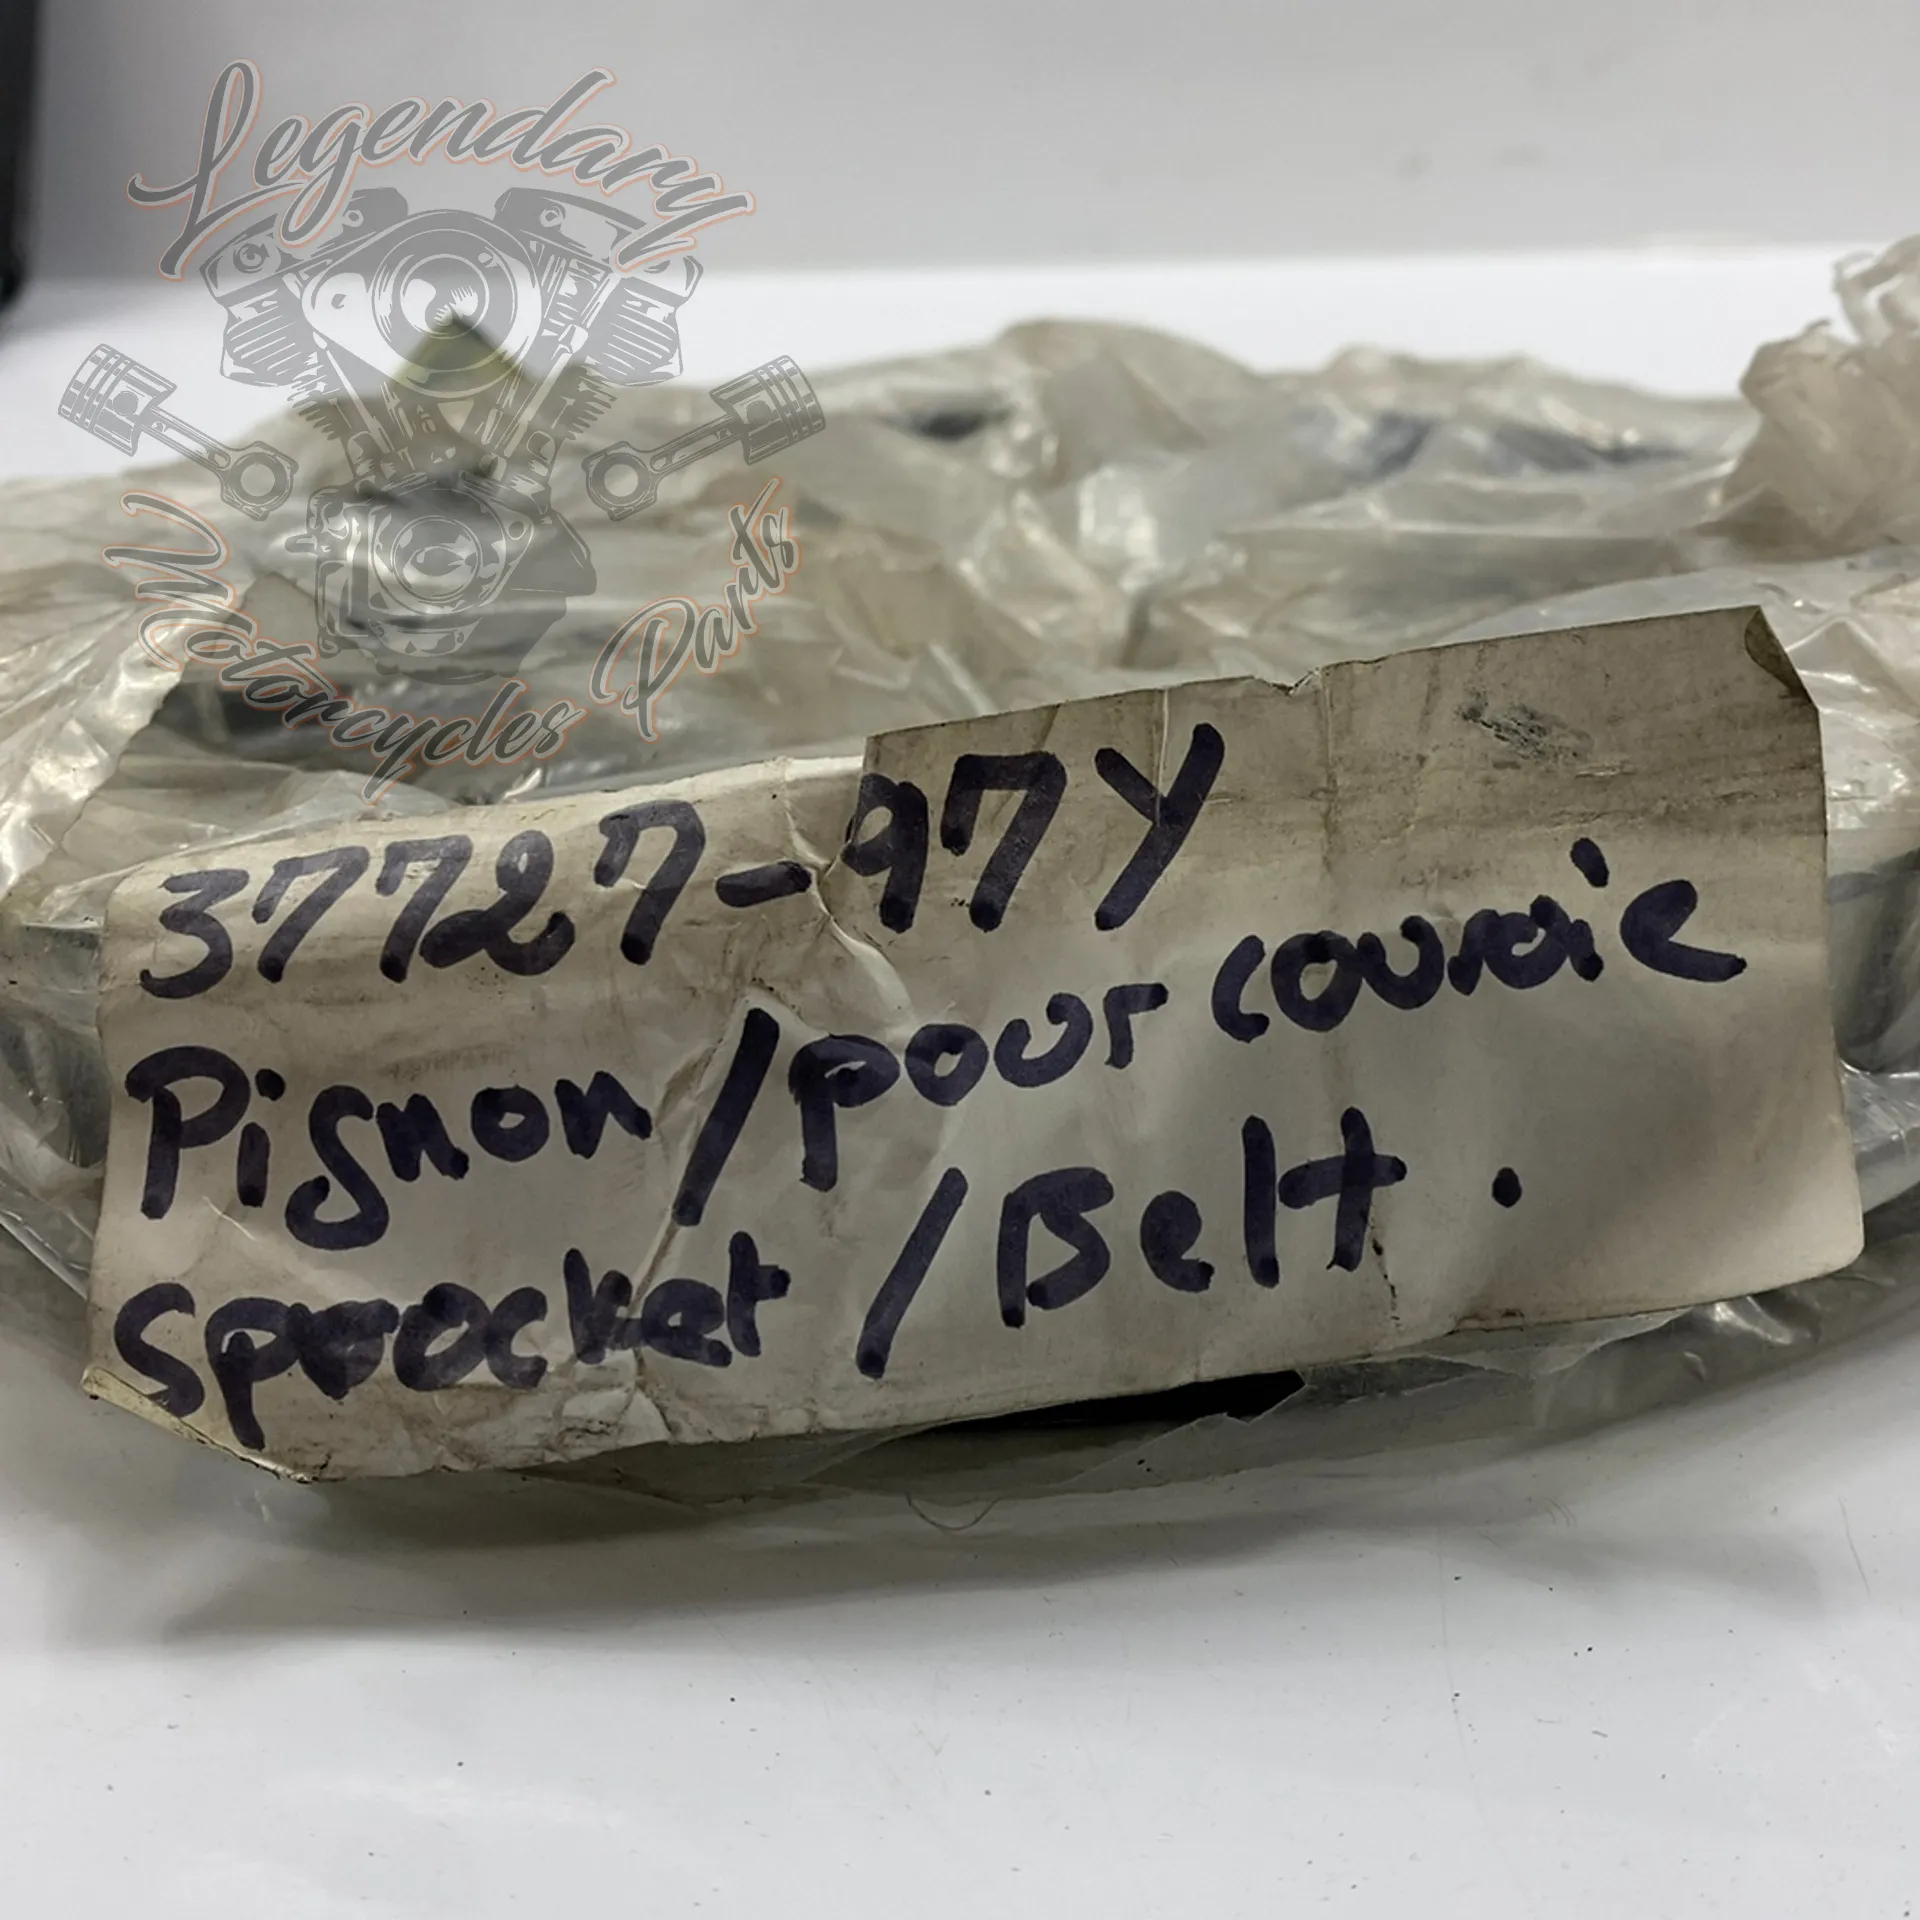 Legendary
Motorcycles Parts
37727-97Y
Pignon/pour courroie
sprocket/Belt.